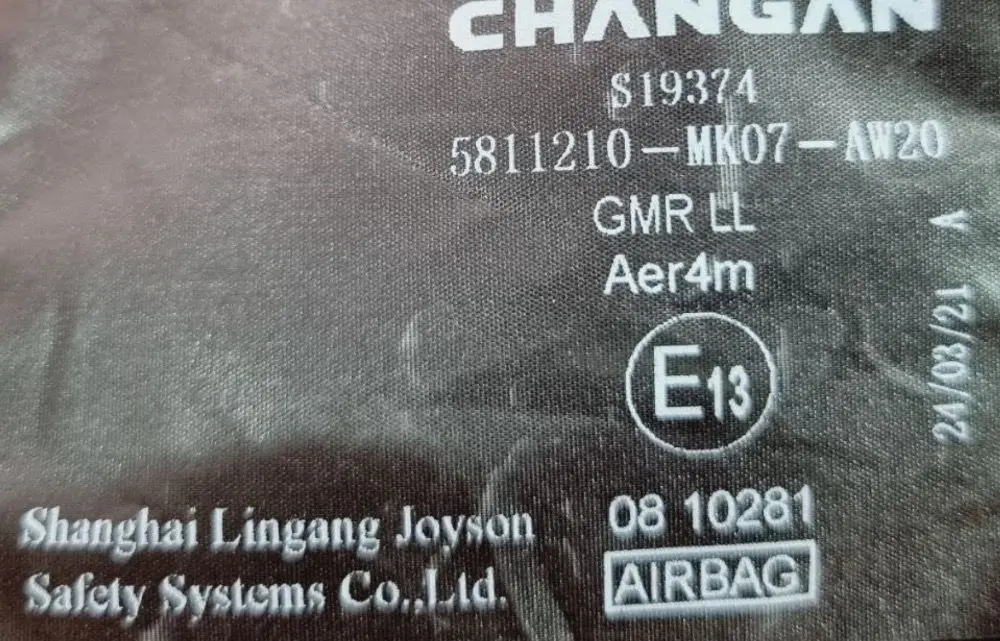 CHANGAN
S19374
5811210-MK07-AW20
GMR LL
Aer4m
E13
24/03/21 A
08 10281
AIRBAG
Shanghai Lingang Joyson
Safety Systems Co.,Ltd.